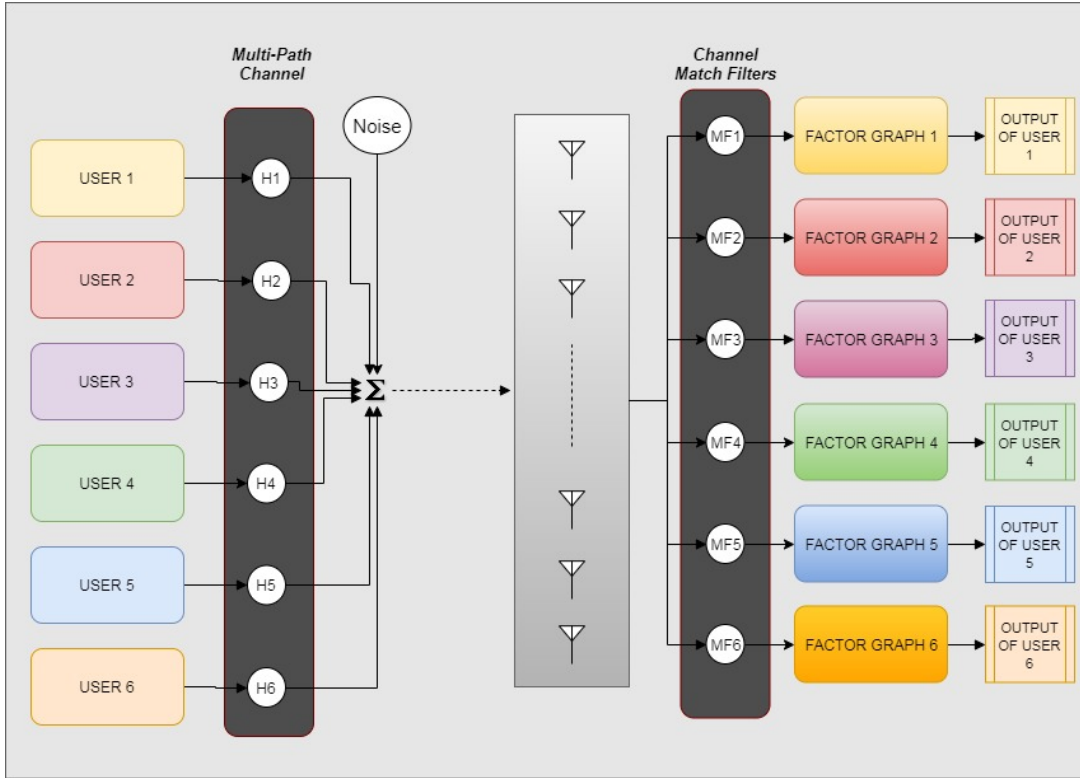 Multi-Path
Channel
Channel
Match Filters
Noise
USER 1
H1
MF1
FACTOR GRAPH 1
OUTPUT
OF USER
1
USER 2
H2
MF2
FACTOR GRAPH 2
OUTPUT
OF USER
2
USER 3
H3
Σ
MF3
FACTOR GRAPH 3
OUTPUT
OF USER
3
USER 4
H4
MF4
FACTOR GRAPH 4
OUTPUT
OF USER
4
USER 5
H5
MF5
FACTOR GRAPH 5
OUTPUT
OF USER
5
USER 6
H6
MF6
FACTOR GRAPH 6
OUTPUT
OF USER
6